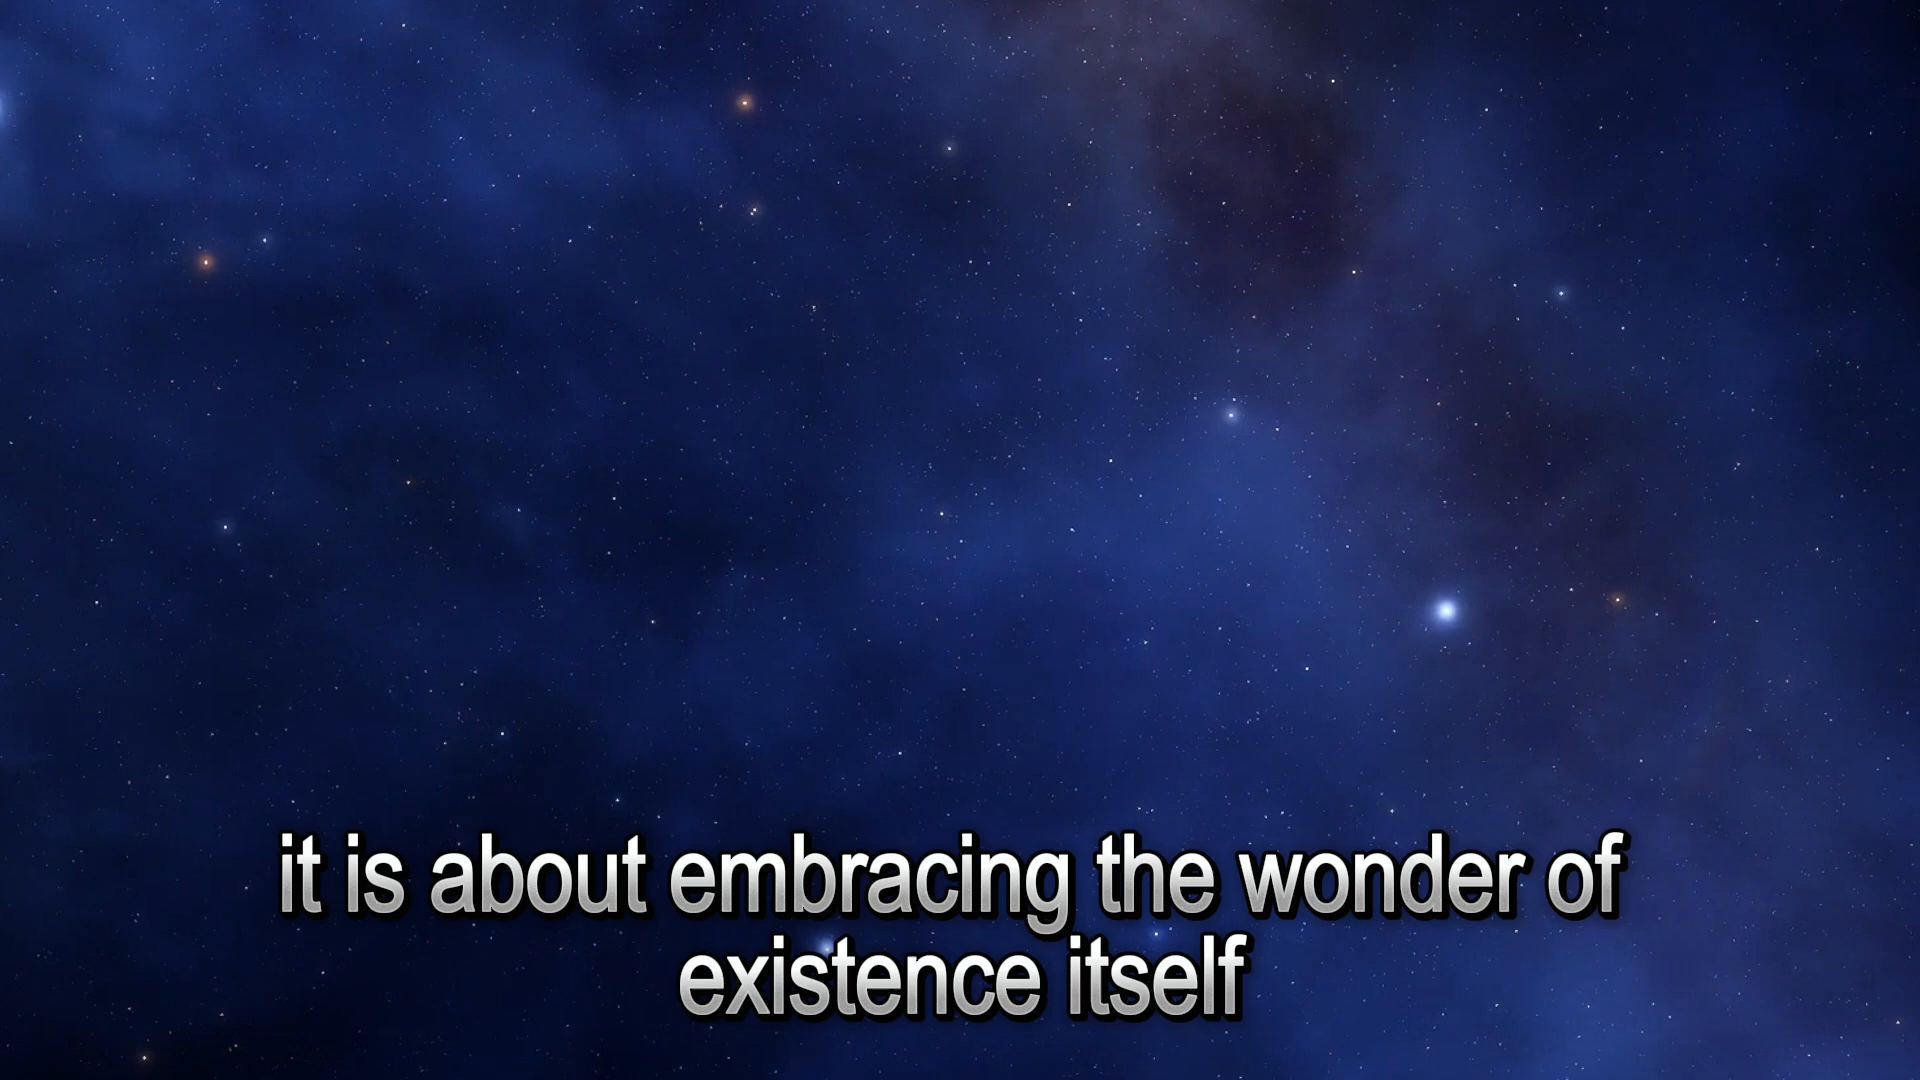 it is about embracing the wonder of
existence itself